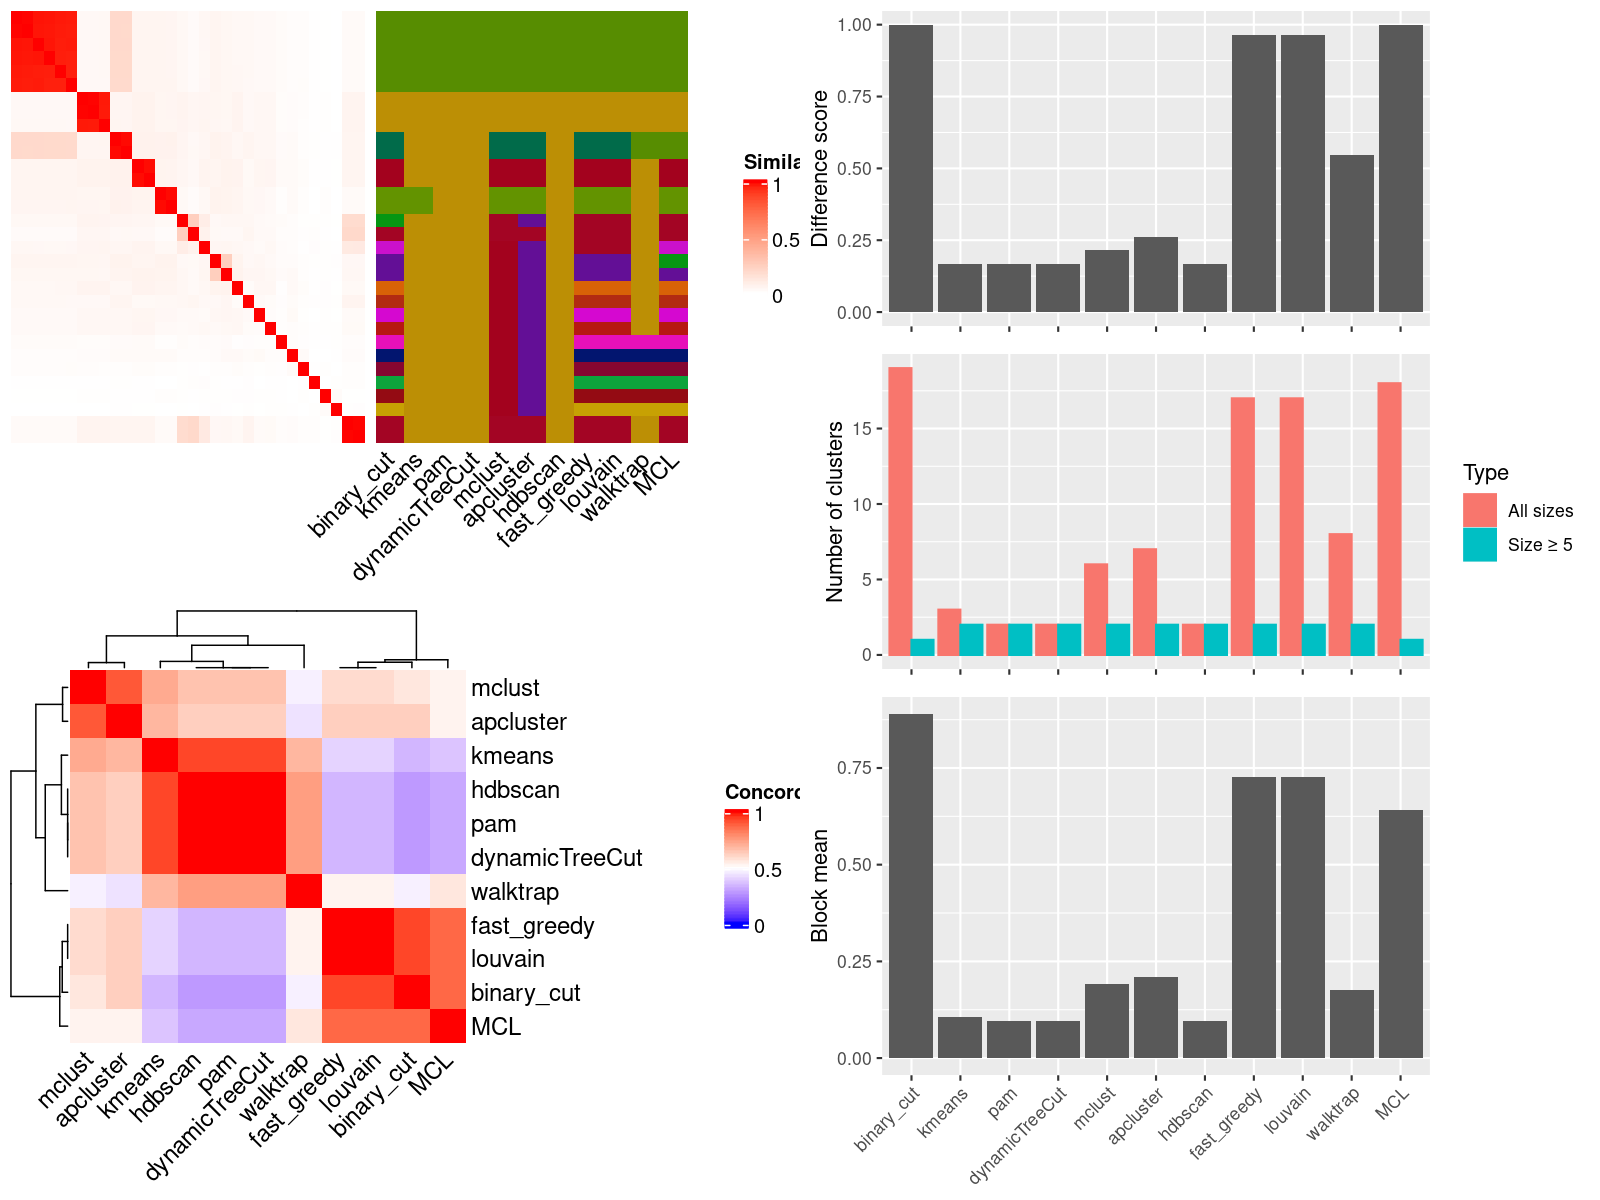 Simila
1
0.5
0
binary_cut
kmeans
pam
dynamicTreeCut
mclust
apcluster
hdbscan
fast_greedy
louvain
walktrap
MCL
mclust
apcluster
kmeans
hdbscan
pam
dynamicTreeCut
walktrap
fast_greedy
louvain
binary_cut
MCL
mclust
apcluster
kmeans
hdbscan
pam
dynamicTreeCut
walktrap
fast_greedy
louvain
binary_cut
MCL
Concord
1
0.5
0
Difference score
1.00
0.75
0.50
0.25
0.00
Number of clusters
15
10
5
0
Type
All sizes
Size ≥ 5
Block mean
0.75
0.50
0.25
0.00
binary_cut
kmeans
pam
dynamicTreeCut
mclust
apcluster
hdbscan
fast_greedy
louvain
walktrap
MCL